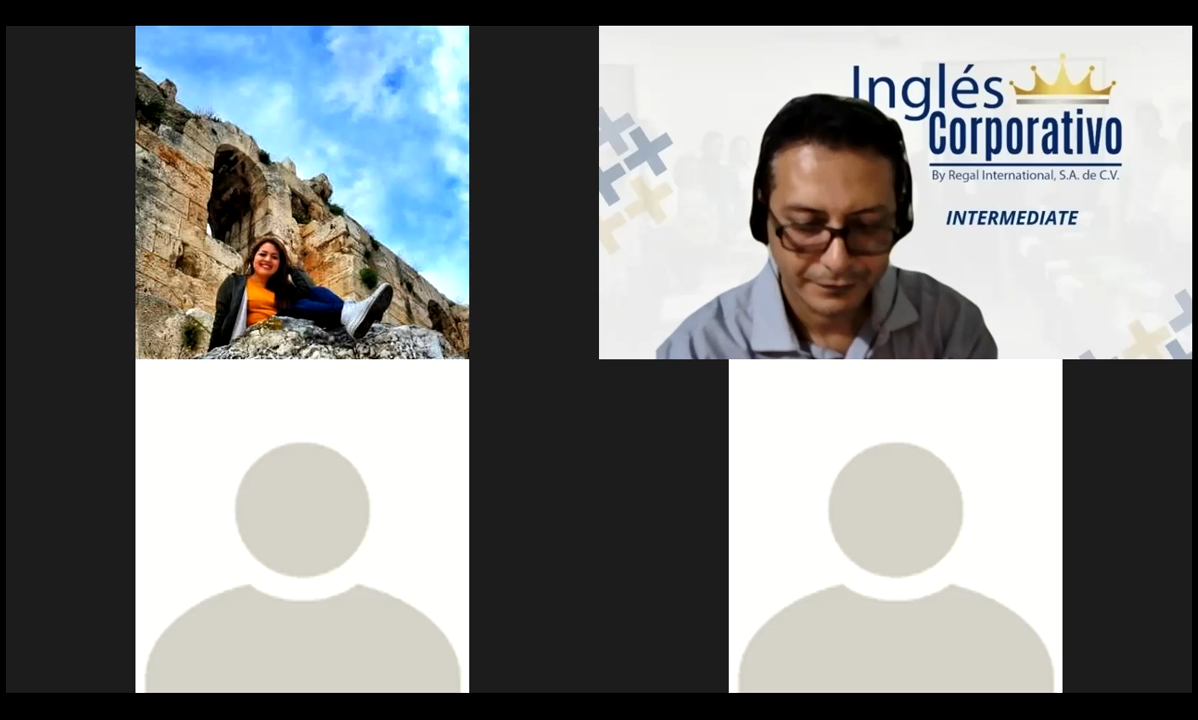 Inglés
Corporativo
By Regal International, S.A. de C.V.
INTERMEDIATE